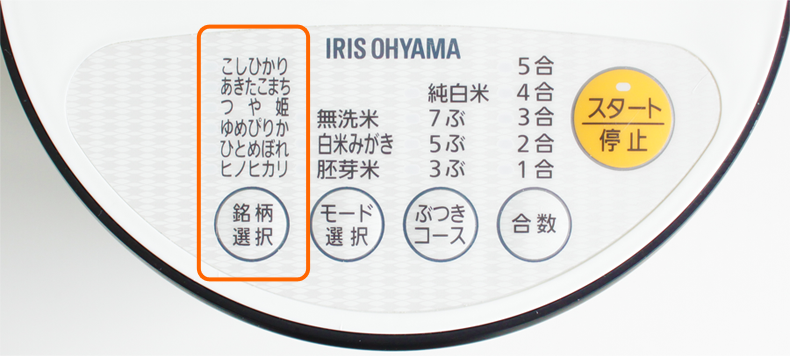 IRIS OHYAMA
こしひかり
あきたこまち
つや姫
ゆめぴりか
ひとめぼれ
ヒノヒカリ
銘柄
選択
無洗米
白米みがき
胚芽米
モード
選択
純白米
7ぶ
5ぶ
3ぶ
ぶつき
コース
5合
4合
3合
2合
1合
合数
スタート
停止